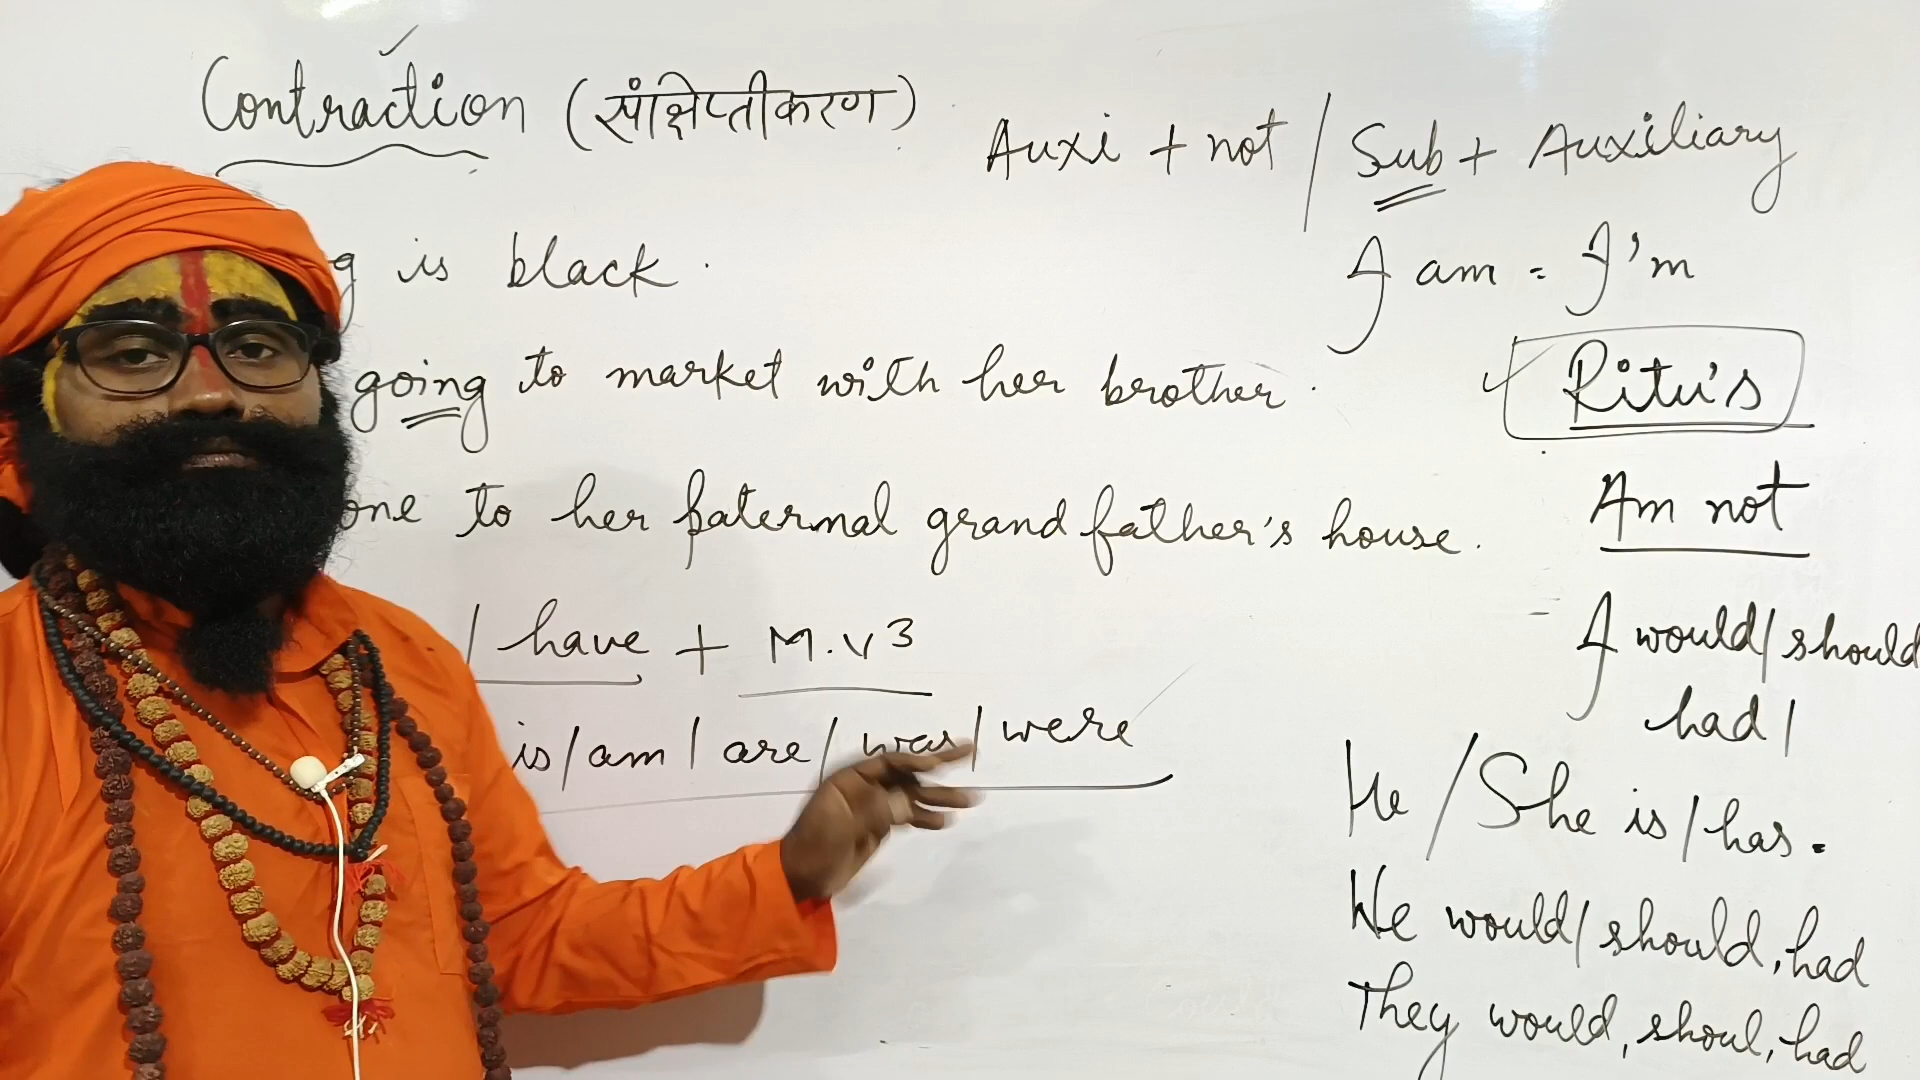 Contraction (संक्षेप्तीकरण)
Auxi + not / Sub + Auxiliary
is black.
I am = I'm
going to market with her brother.
Ritu's
to her paternal grand father's house.
Am not
/ have + M.V3
I would/should
had/
is/am/are/was/were
He/She is/has.
He would/should, had
They would, shoul, had